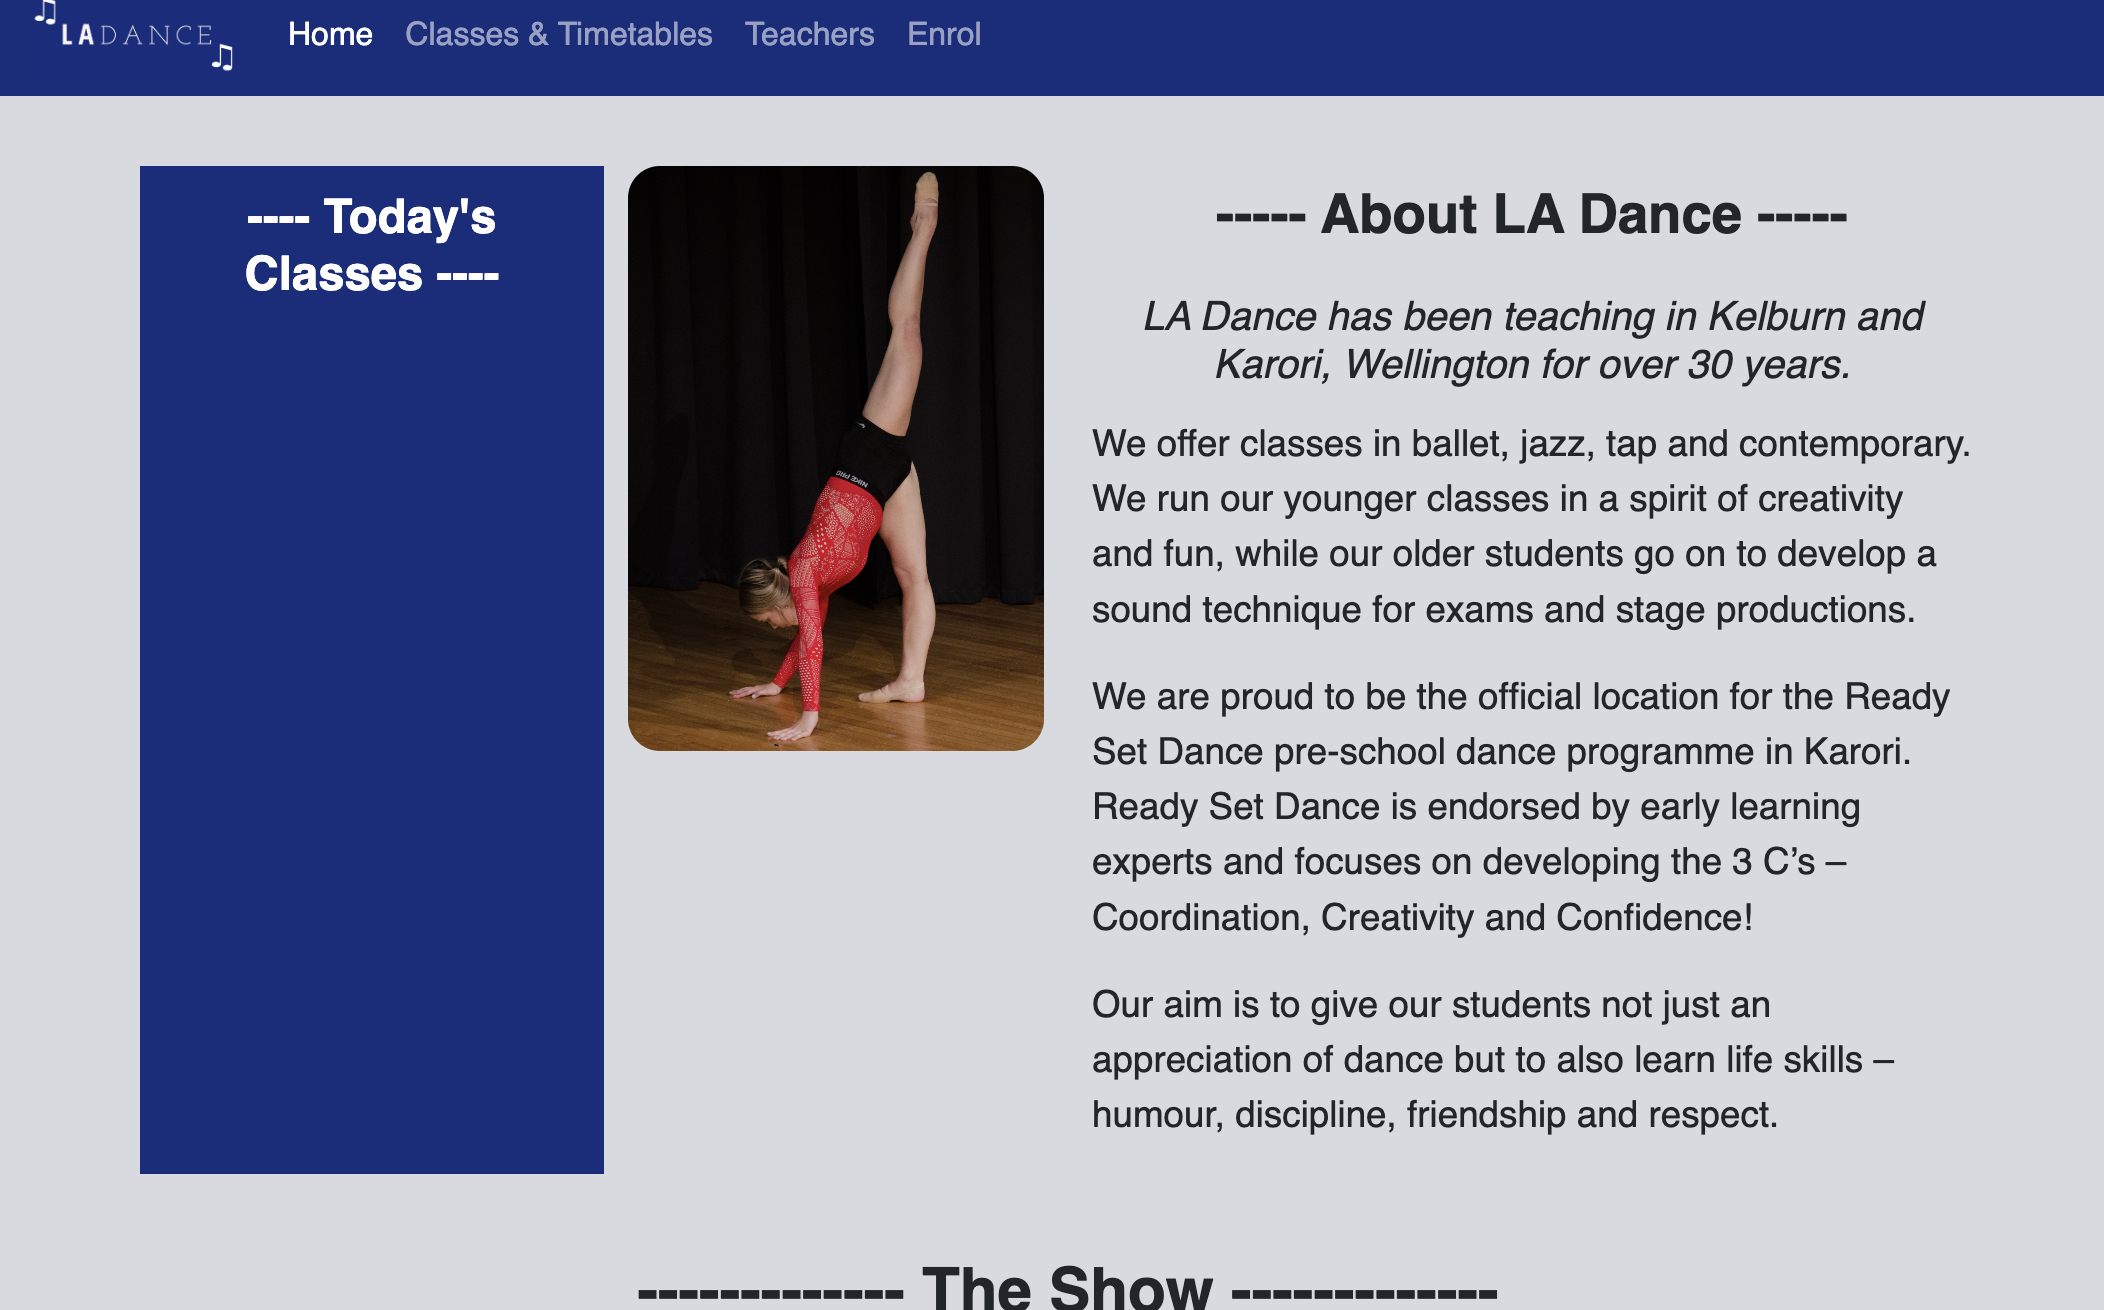 LADANCE
Home Classes & Timetables Teachers Enrol
---- Today's
Classes ----
NIKE PRO
----- About LA Dance -----
LA Dance has been teaching in Kelburn and
Karori, Wellington for over 30 years.
We offer classes in ballet, jazz, tap and contemporary.
We run our younger classes in a spirit of creativity
and fun, while our older students go on to develop a
sound technique for exams and stage productions.
We are proud to be the official location for the Ready
Set Dance pre-school dance programme in Karori.
Ready Set Dance is endorsed by early learning
experts and focuses on developing the 3 C’s –
Coordination, Creativity and Confidence!
Our aim is to give our students not just an
appreciation of dance but to also learn life skills –
humour, discipline, friendship and respect.
------------- The Show -------------